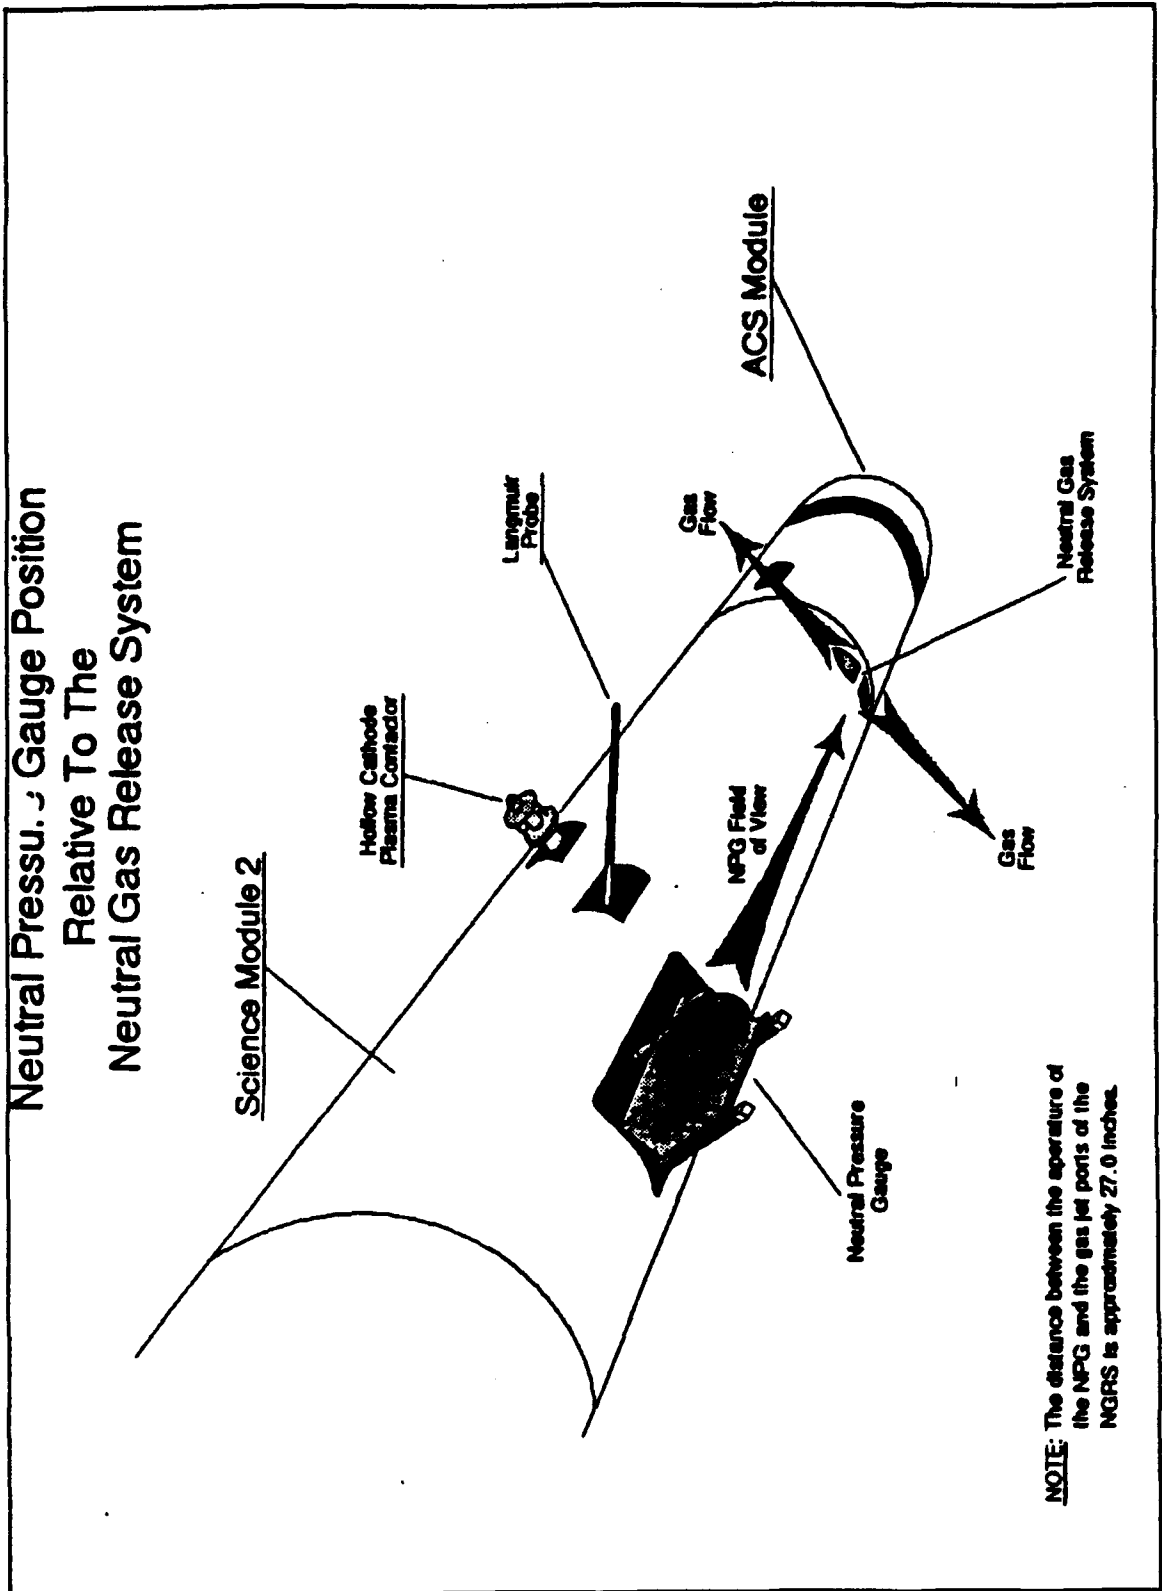 Neutral Pressu.. Gauge Position
Relative To The
Neutral Gas Release System
Science Module 2
Hollow Cathode
Plasma Contactor
Langmuir
Probe
ACS Module
Gas
Flow
NPG Field
of View
Neutral Gas
Release System
Gas
Flow
Neutral Pressure
Gauge
NOTE: The distance between the aperature of
the NPG and the gas jet ports of the
NGRS is approximately 27.0 inches.